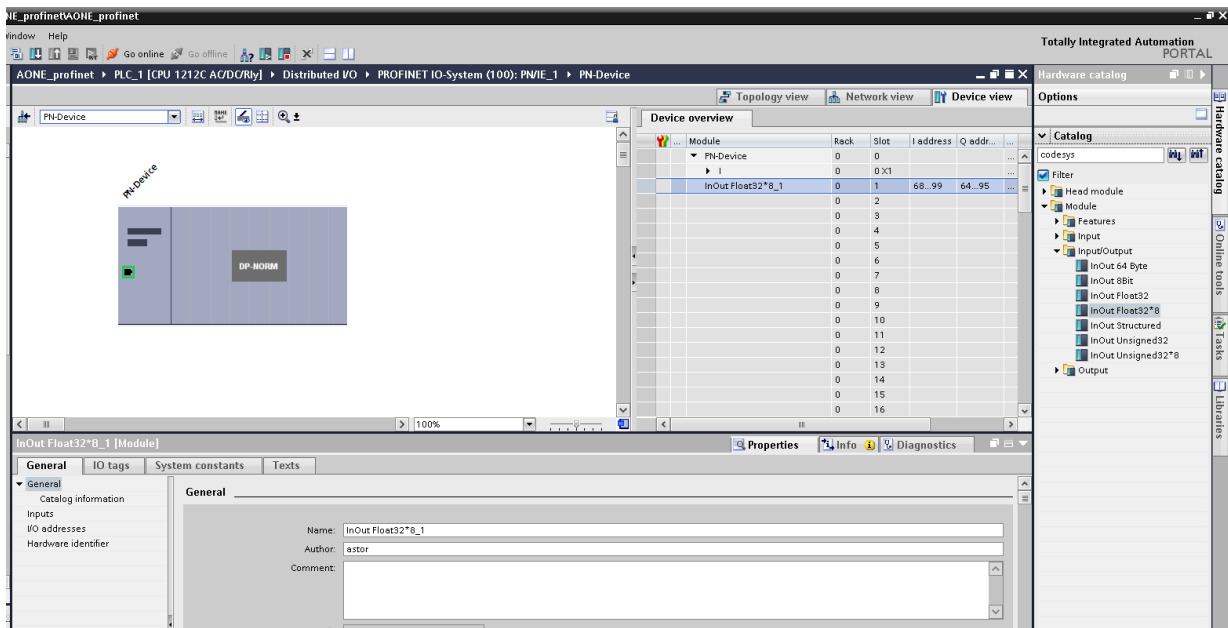 NE_profinet\AONE_profinet
Window Help
Go online Go offline
Totally Integrated Automation
PORTAL
AONE_profinet PLC_1 [CPU 1212C AC/DC/Rly] Distributed I/O PROFINET IO-System (100): PN/IE_1 PN-Device
Topology view Network view Device view
PN-Device
PN-Device
DP-NORM
100%
Device overview
... Module Rack Slot I address Q addr... ...
PN-Device 0 0 ...
I 0 0 X1 ...
InOut Float32*8_1 0 1 68...99 64...95 ...
0 2
0 3
0 4
0 5
0 6
0 7
0 8
0 9
0 10
0 11
0 12
0 13
0 14
0 15
0 16
Hardware catalog
Options
Catalog
codesys
Filter
Head module
Module
Features
Input
Input/Output
InOut 64 Byte
InOut 8Bit
InOut Float32
InOut Float32*8
InOut Structured
InOut Unsigned32
InOut Unsigned32*8
Output
Hardware catalog
Online tools
Tasks
Libraries
InOut Float32*8_1 [Module]
Properties Info Diagnostics
General IO tags System constants Texts
General
Catalog information
Inputs
I/O addresses
Hardware identifier
General
Name: InOut Float32*8_1
Author: astor
Comment: